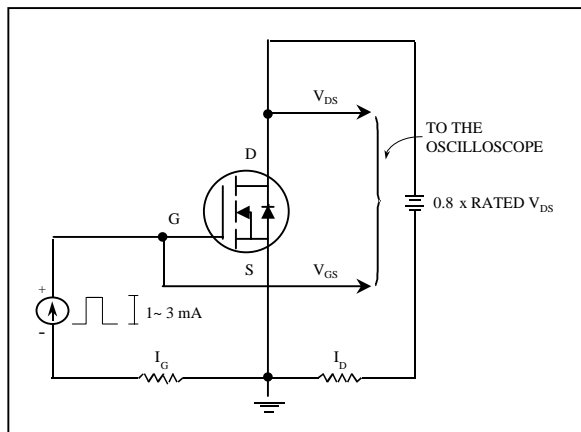 V_DS
TO THE
OSCILLOSCOPE
D
0.8 x RATED V_DS
G
S
V_GS
+
-
1~ 3 mA
I_G
I_D